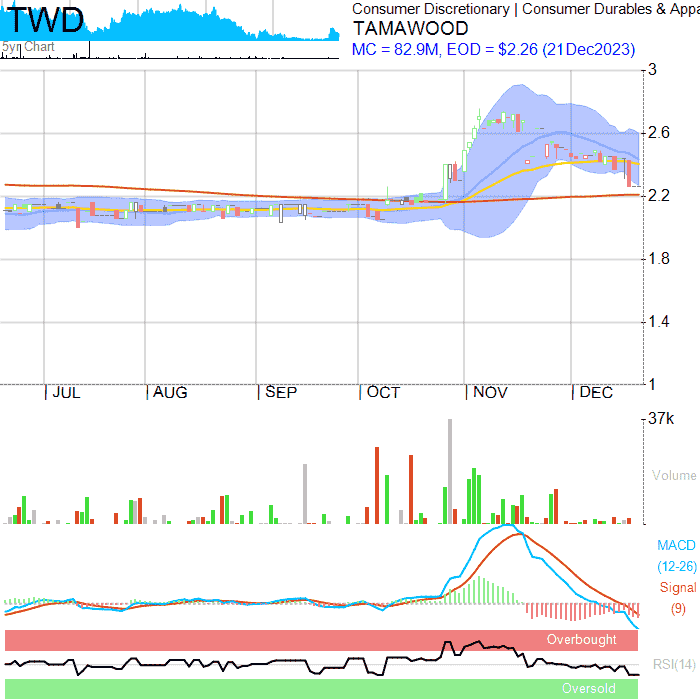 TWD
5yr Chart
Consumer Discretionary | Consumer Durables & Appa
TAMAWOOD
MC = 82.9M, EOD = $2.26 (21Dec2023)
3
2.6
2.2
1.8
1.4
1
JUL AUG SEP OCT NOV DEC
37k
Volume
MACD
(12-26)
Signal
(9)
Overbought
RSI(14)
Oversold